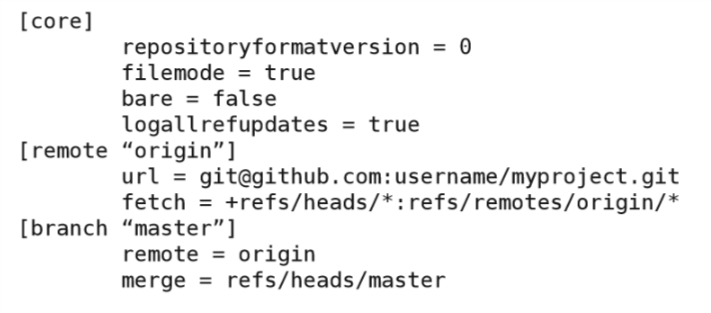 [core]
repositoryformatversion = 0
filemode = true
bare = false
logallrefupdates = true
[remote “origin”]
url = git@github.com:username/myproject.git
fetch = +refs/heads/*:refs/remotes/origin/*
[branch “master”]
remote = origin
merge = refs/heads/master